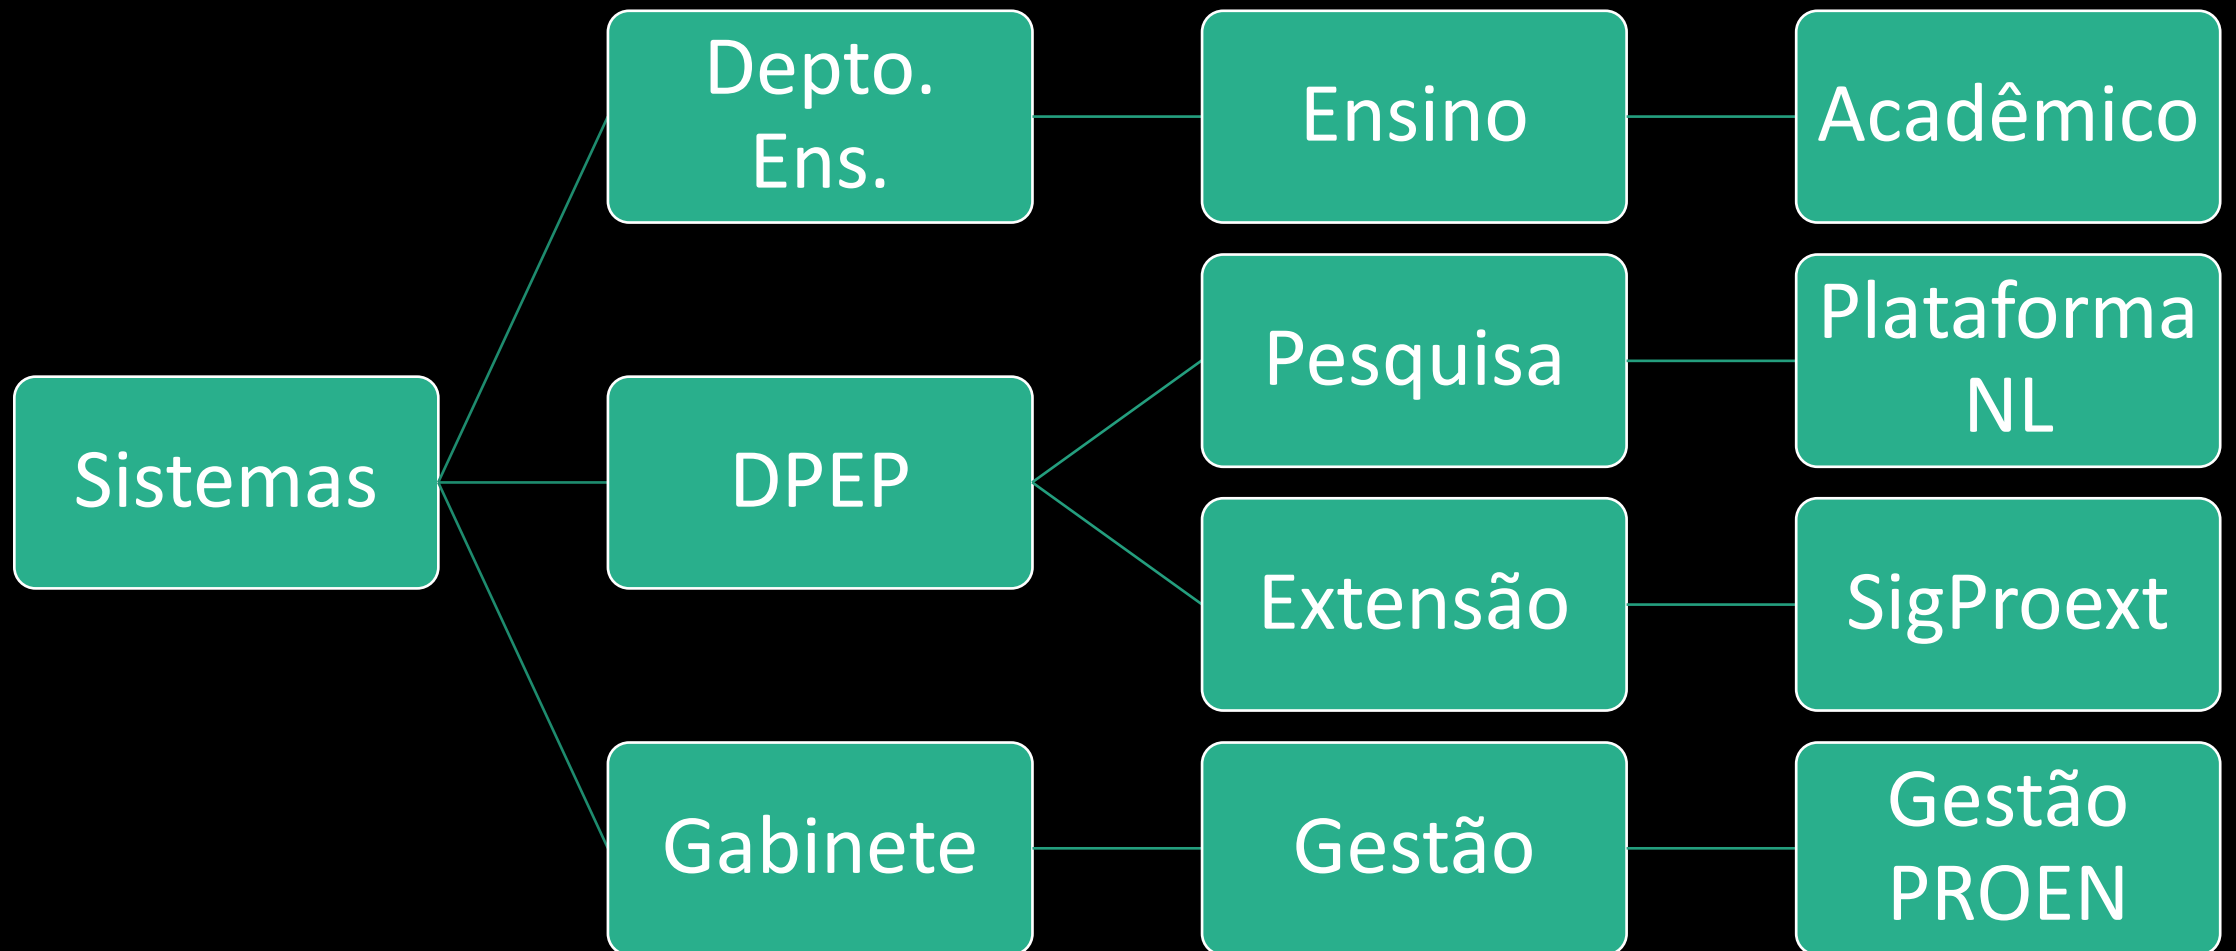 Sistemas
Depto.
Ens.
Ensino
Acadêmico
DPEP
Pesquisa
Plataforma
NL
Extensão
SigProext
Gabinete
Gestão
Gestão
PROEN